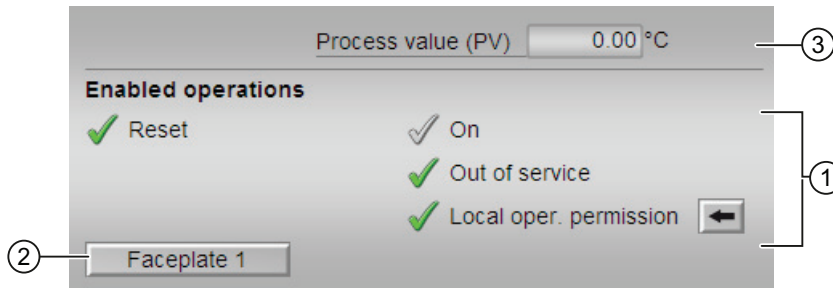 Process value (PV) 0.00 °C
3
Enabled operations
Reset On
Out of service
1
Local oper. permission
2
Faceplate 1